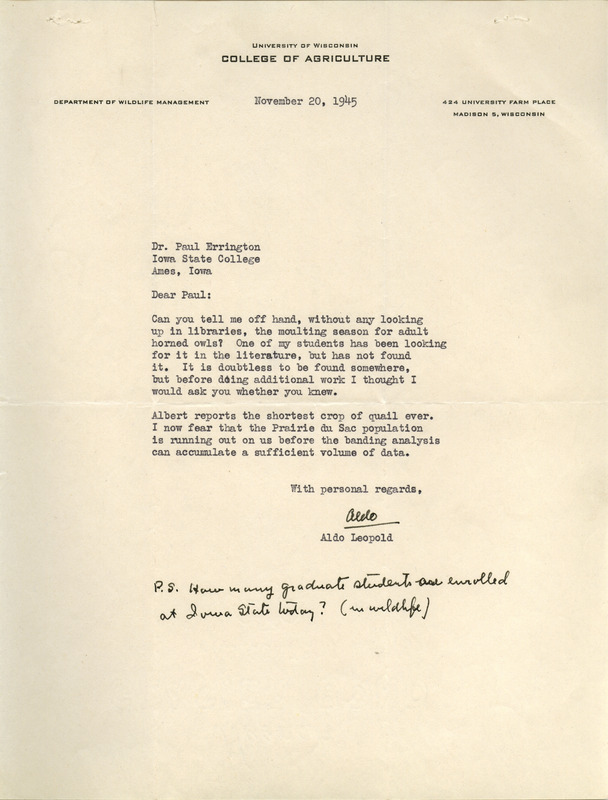 UNIVERSITY OF WISCONSIN
COLLEGE OF AGRICULTURE
DEPARTMENT OF WILDLIFE MANAGEMENT
November 20, 1945
424 UNIVERSITY FARM PLACE
MADISON 5, WISCONSIN
Dr. Paul Errington
Iowa State College
Ames, Iowa
Dear Paul:
Can you tell me off hand, without any looking
up in libraries, the moulting season for adult
horned owls? One of my students has been looking
for it in the literature, but has not found
it. It is doubtless to be found somewhere,
but before doing additional work I thought I
would ask you whether you knew.
Albert reports the shortest crop of quail ever.
I now fear that the Prairie du Sac population
is running out on us before the banding analysis
can accumulate a sufficient volume of data.
With personal regards,
Aldo
Aldo Leopold
P.S. How many graduate students are enrolled
at Iowa State today? (in wildlife)